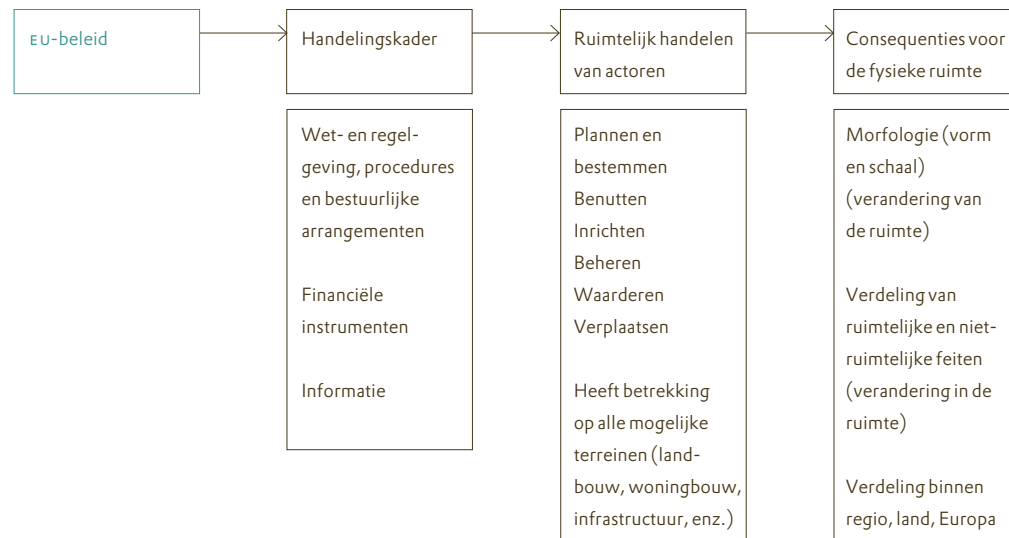 EU-beleid
Handelingskader
Ruimtelijk handelen
van actoren
Consequenties voor
de fysieke ruimte
Wet- en regel-
geving, procedures
en bestuurlijke
arrangementen
Financiële
instrumenten
Informatie
Plannen en
bestemmen
Benutten
Inrichten
Beheren
Waarderen
Verplaatsen
Heeft betrekking
op alle mogelijke
terreinen (land-
bouw, woningbouw,
infrastructuur, enz.)
Morfologie (vorm
en schaal)
(verandering van
de ruimte)
Verdeling van
ruimtelijke en niet-
ruimtelijke feiten
(verandering in de
ruimte)
Verdeling binnen
regio, land, Europa